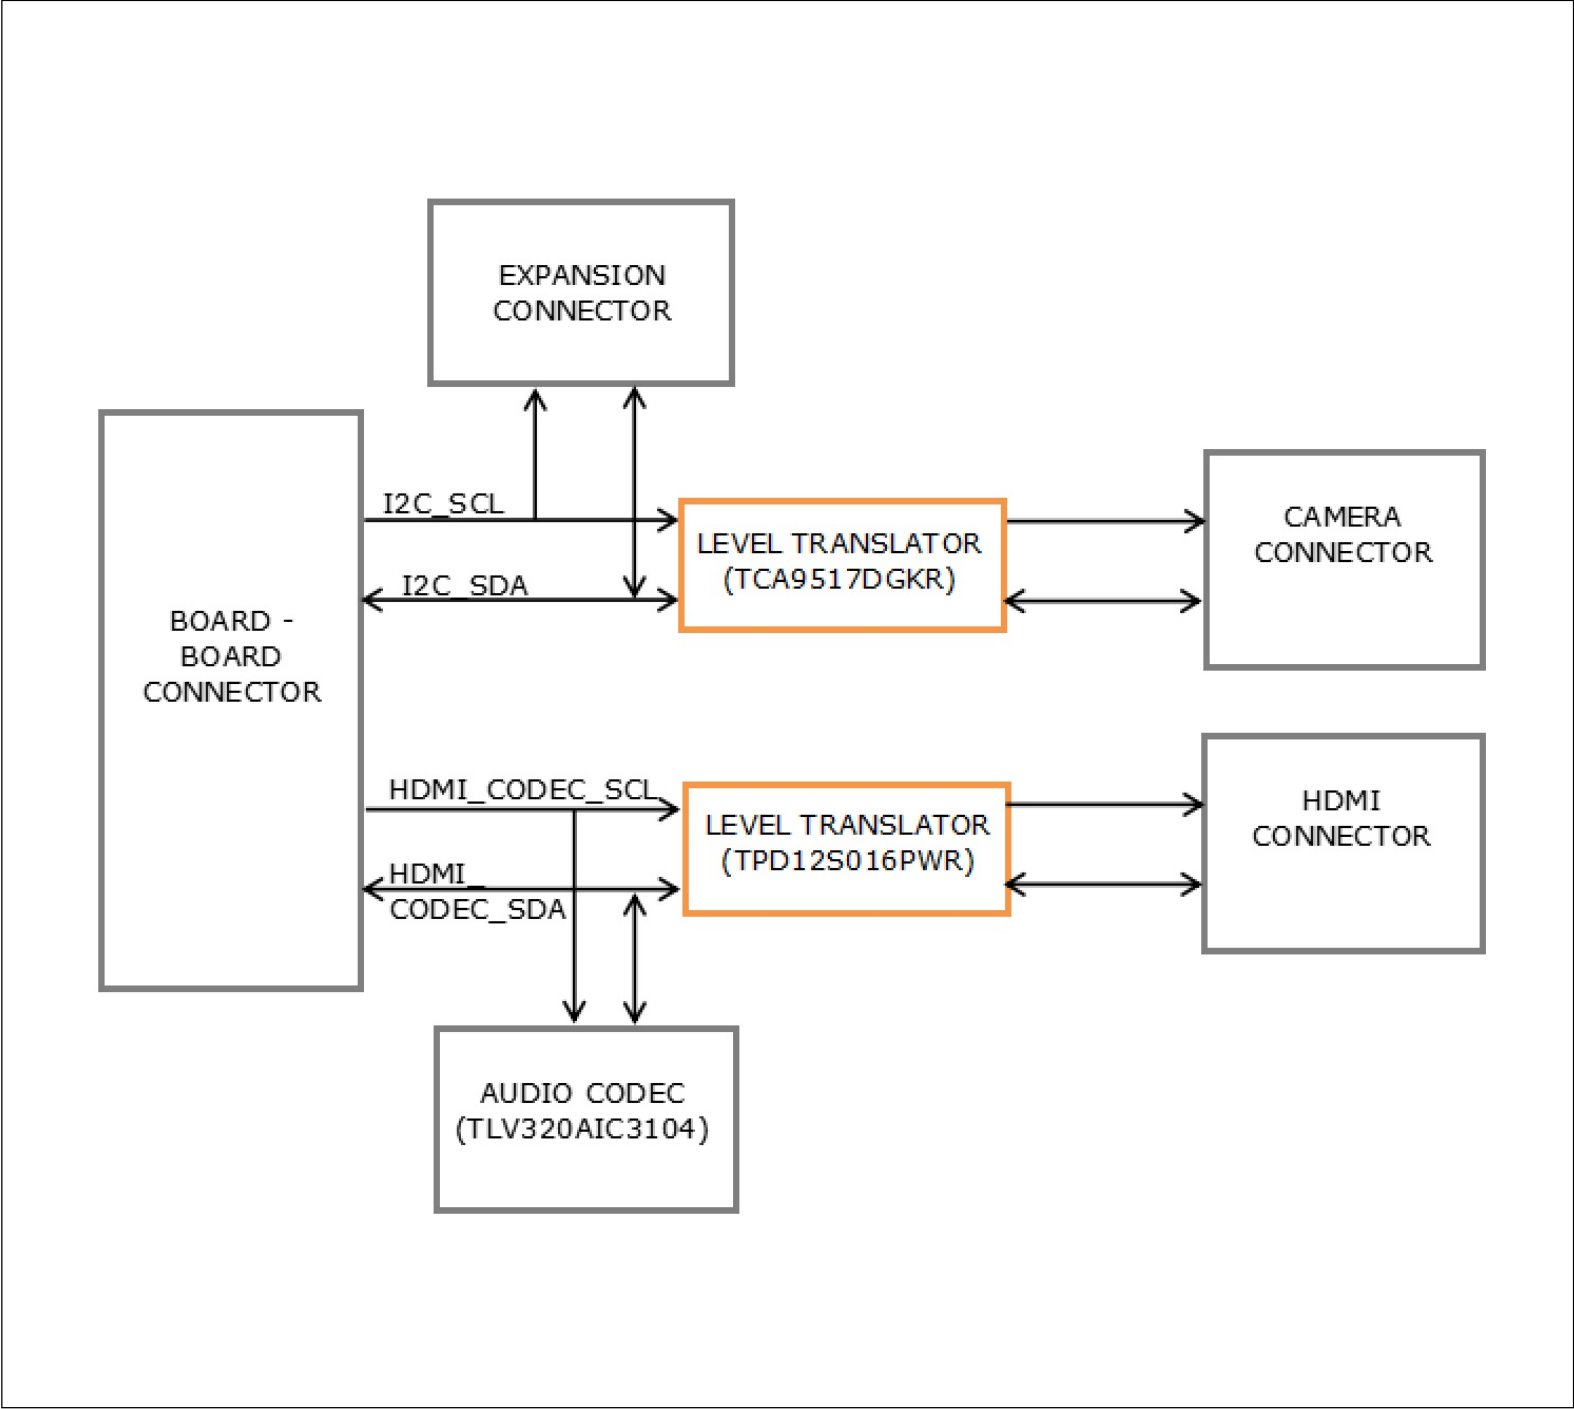 EXPANSION
CONNECTOR
I2C_SCL
I2C_SDA
LEVEL TRANSLATOR
(TCA9517DGKR)
CAMERA
CONNECTOR
BOARD -
BOARD
CONNECTOR
HDMI_CODEC_SCL
HDMI_
CODEC_SDA
LEVEL TRANSLATOR
(TPD12S016PWR)
HDMI
CONNECTOR
AUDIO CODEC
(TLV320AIC3104)